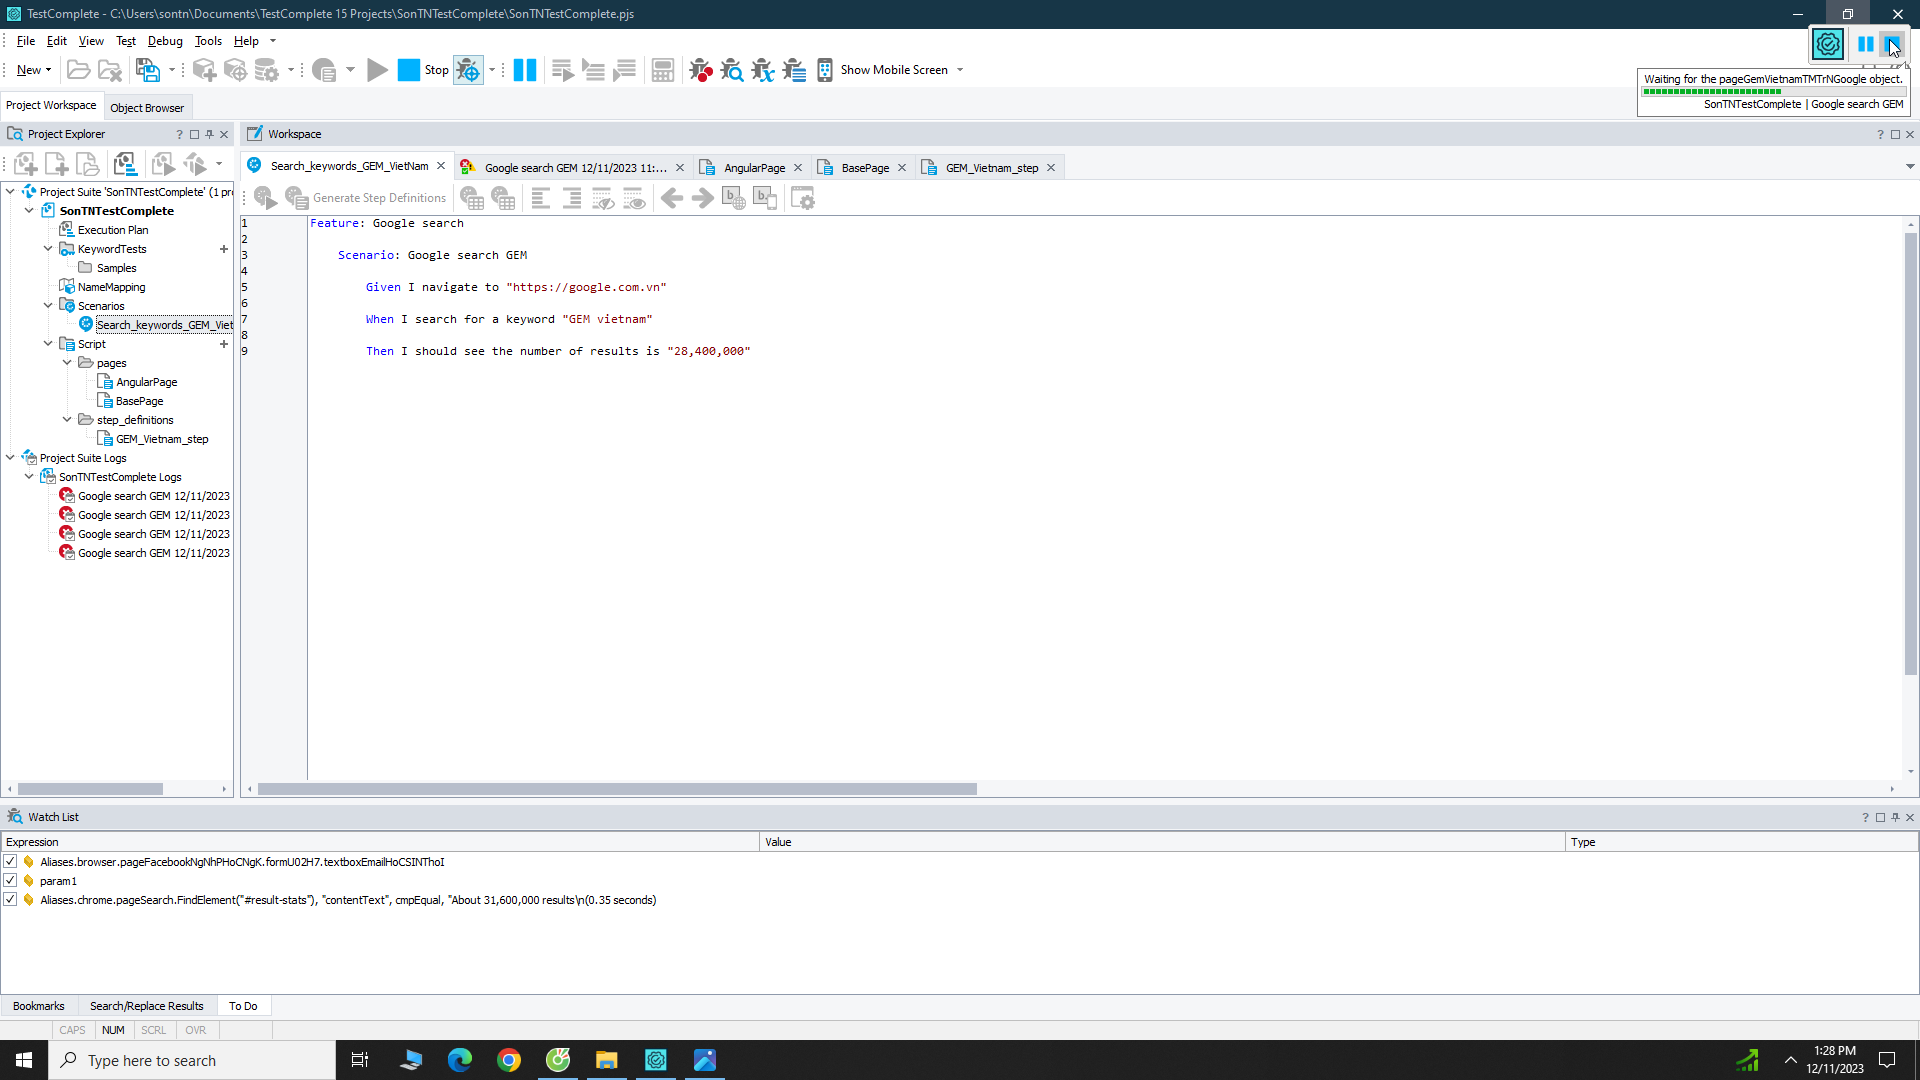 TestComplete - C:\Users\sontn\Documents\TestComplete 15 Projects\SonTNTestComplete\SonTNTestComplete.pjs
File Edit View Test Debug Tools Help
New Stop Show Mobile Screen
Waiting for the pageGemVietnamTMTrNGoogle object.
SonTNTestComplete | Google search GEM
Project Workspace Object Browser
Project Explorer
Workspace
Search_keywords_GEM_VietNam Google search GEM 12/11/2023 11:... AngularPage BasePage GEM_Vietnam_step
Generate Step Definitions
Project Suite 'SonTNTestComplete' (1 pr
SonTNTestComplete
Execution Plan
KeywordTests
Samples
NameMapping
Scenarios
Search_keywords_GEM_Viet
Script
pages
AngularPage
BasePage
step_definitions
GEM_Vietnam_step
Project Suite Logs
SonTNTestComplete Logs
Google search GEM 12/11/2023
Google search GEM 12/11/2023
Google search GEM 12/11/2023
Google search GEM 12/11/2023
1 Feature: Google search
2
3 Scenario: Google search GEM
4
5 Given I navigate to "https://google.com.vn"
6
7 When I search for a keyword "GEM vietnam"
8
9 Then I should see the number of results is "28,400,000"
Watch List
Expression Value Type
Aliases.browser.pageFacebookNgNhPHoCNgK.formU02H7.textboxEmailHoCSINThoI
param1
Aliases.chrome.pageSearch.FindElement("#result-stats"), "contentText", cmpEqual, "About 31,600,000 results\n(0.35 seconds)
Bookmarks Search/Replace Results To Do
CAPS NUM SCRL OVR
Type here to search
1:28 PM
12/11/2023